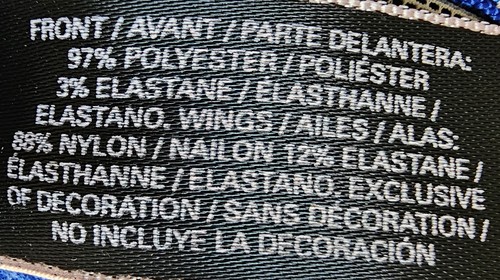 FRONT / AVANT / PARTE DELANTERA:
97% POLYESTER / POLIÉSTER
3% ELASTANE / ÉLASTHANNE /
ELASTANO. WINGS / AILES / ALAS:
88% NYLON / NAILON 12% ELASTANE /
ÉLASTHANNE / ELASTANO. EXCLUSIVE
OF DECORATION / SANS DECORATION /
NO INCLUYE LA DECORACIÓN